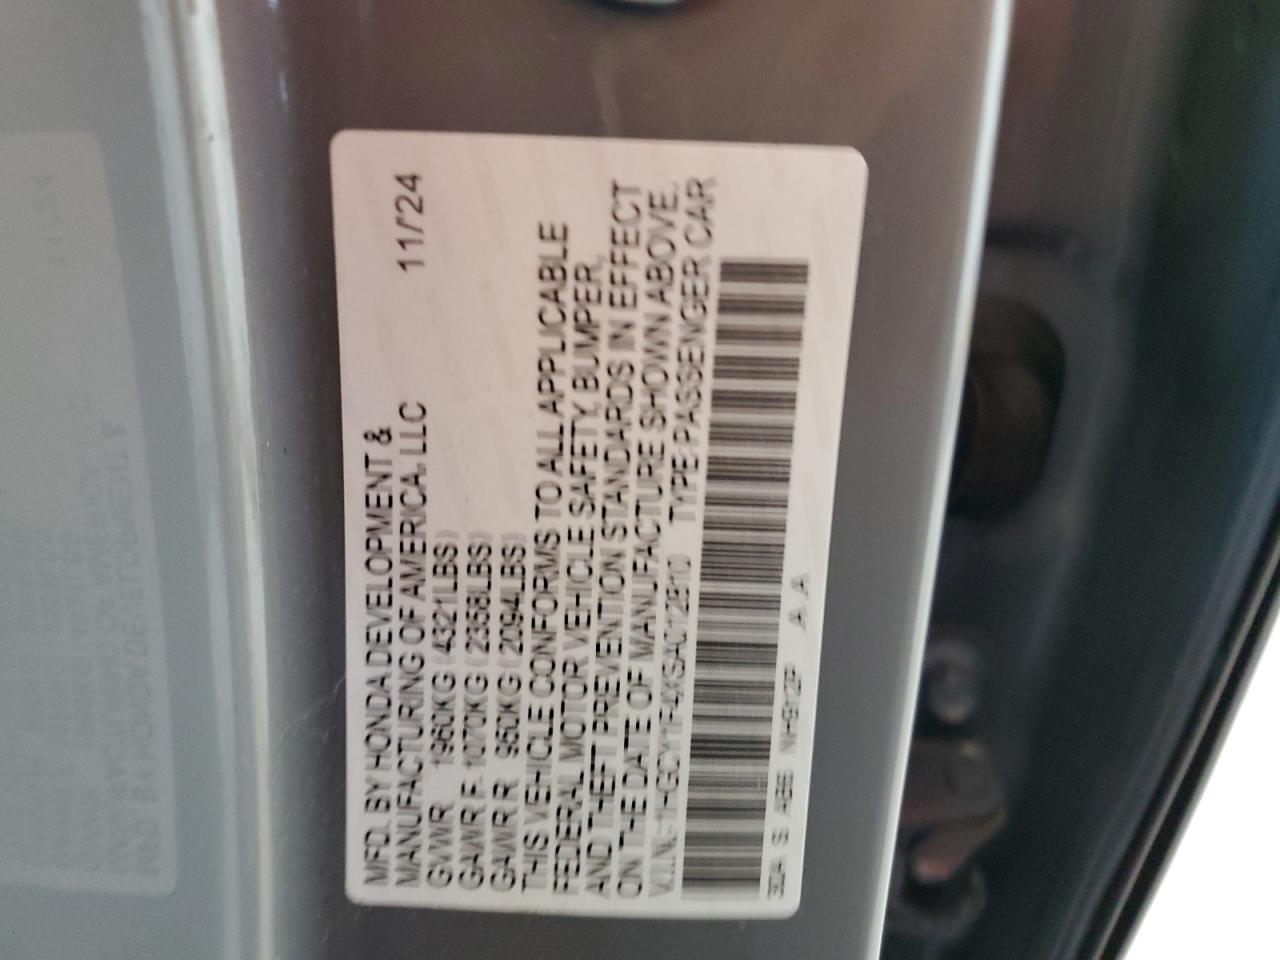 MFD. BY HONDA DEVELOPMENT &
MANUFACTURING OF AMERICA, LLC 11/'24
GVWR 1960KG (4321LBS)
GAWR F 1070KG (2358LBS)
GAWR R 950KG (2094LBS)
THIS VEHICLE CONFORMS TO ALL APPLICABLE
FEDERAL MOTOR VEHICLE SAFETY, BUMPER,
AND THEFT PREVENTION STANDARDS IN EFFECT
ON THE DATE OF MANUFACTURE SHOWN ABOVE.
TYPE:PASSENGER CAR
A A